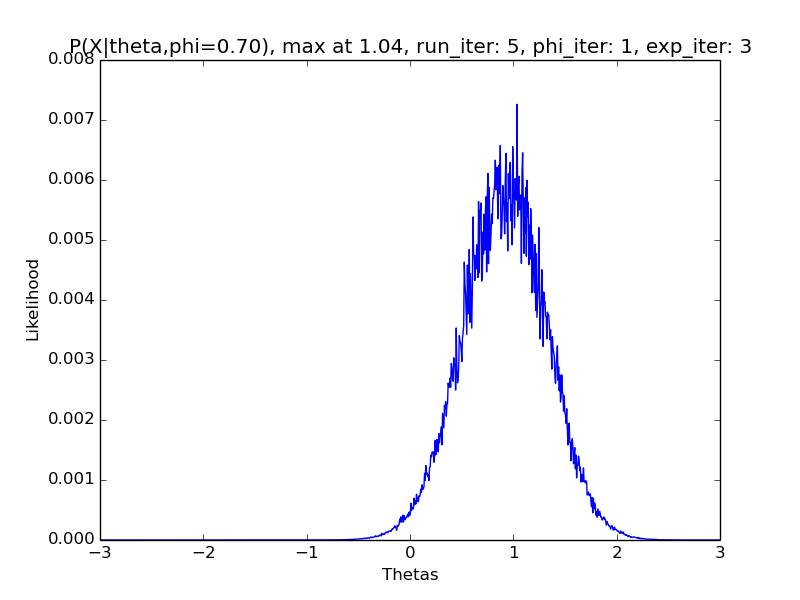 P(X|theta,phi=0.70), max at 1.04, run_iter: 5, phi_iter: 1, exp_iter: 3
0.008
0.007
0.006
0.005
0.004
0.003
0.002
0.001
0.000
Likelihood
−3 −2 −1 0 1 2 3
Thetas